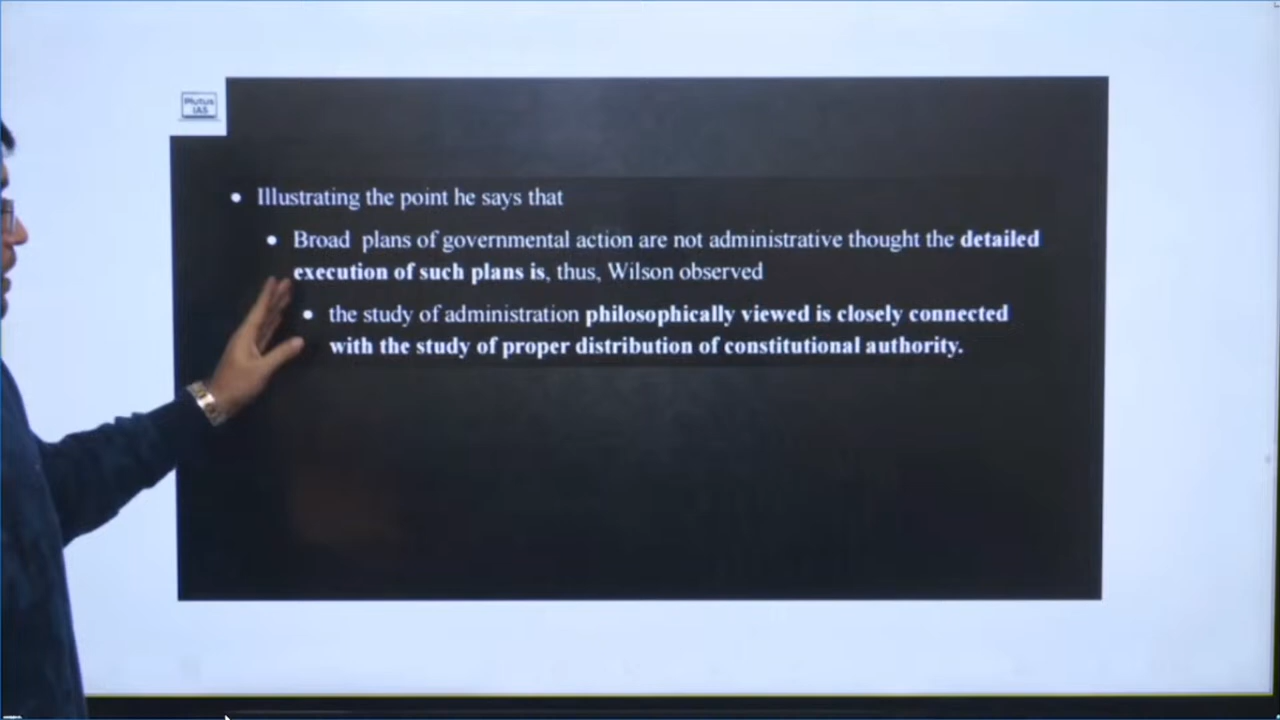 Plutus
IAS
Illustrating the point he says that
Broad plans of governmental action are not administrative thought the detailed
execution of such plans is, thus, Wilson observed
the study of administration philosophically viewed is closely connected
with the study of proper distribution of constitutional authority.